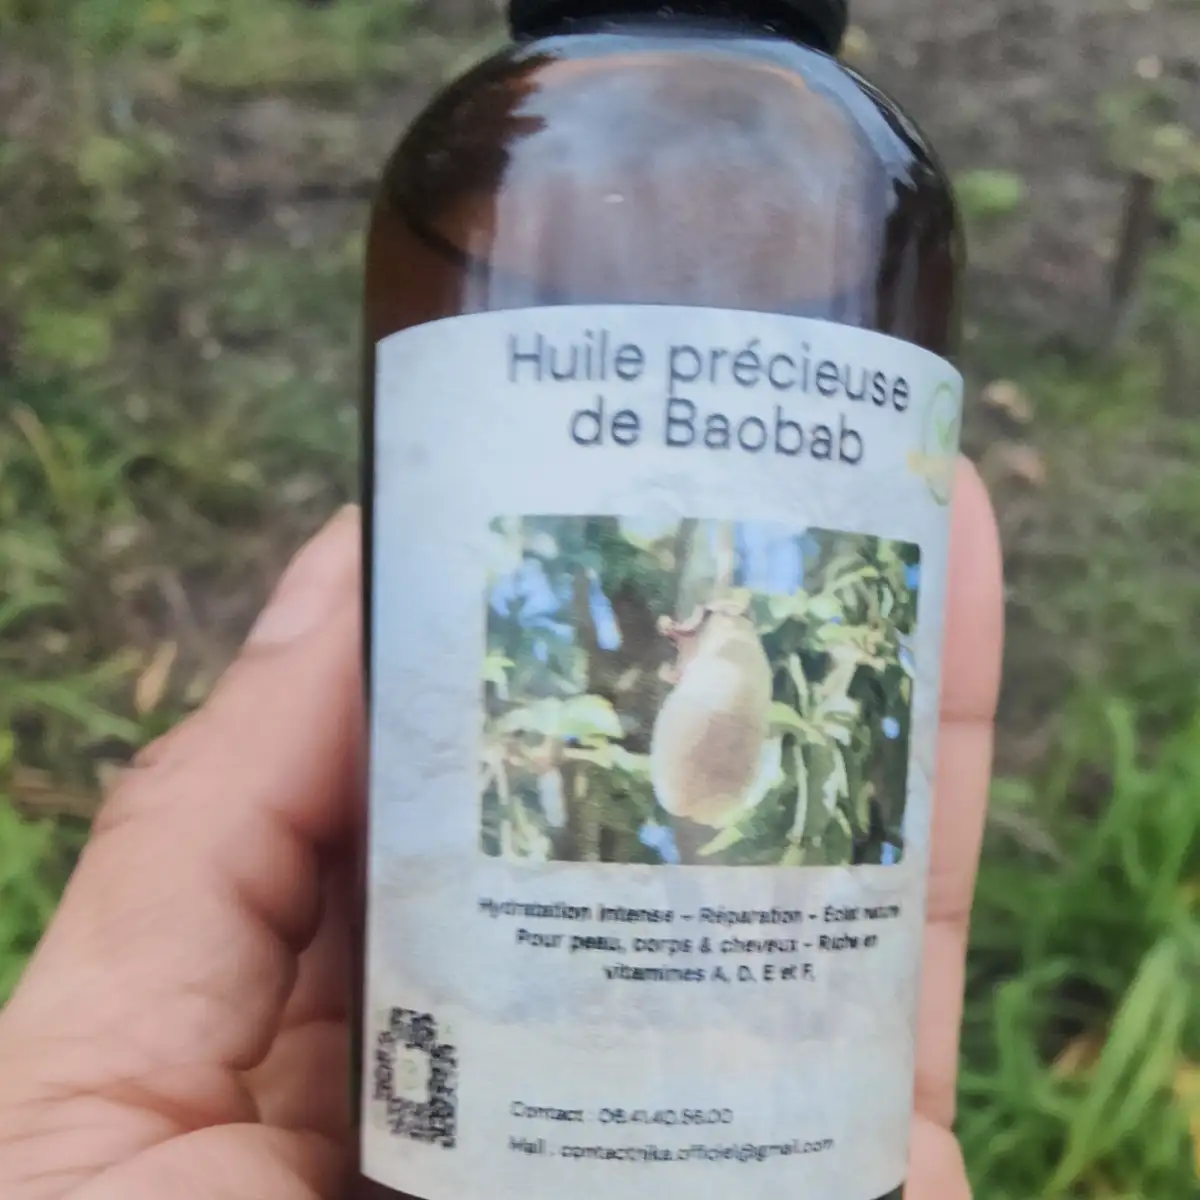 Huile précieuse
de Baobab
Hydratation intense - Réparation - Éclat naturel
Pour peau, corps & cheveux - Riche en
vitamines A, D, E et F.
Contact : 06.41.40.56.00
Mail : contactnika.officiel@gmail.com